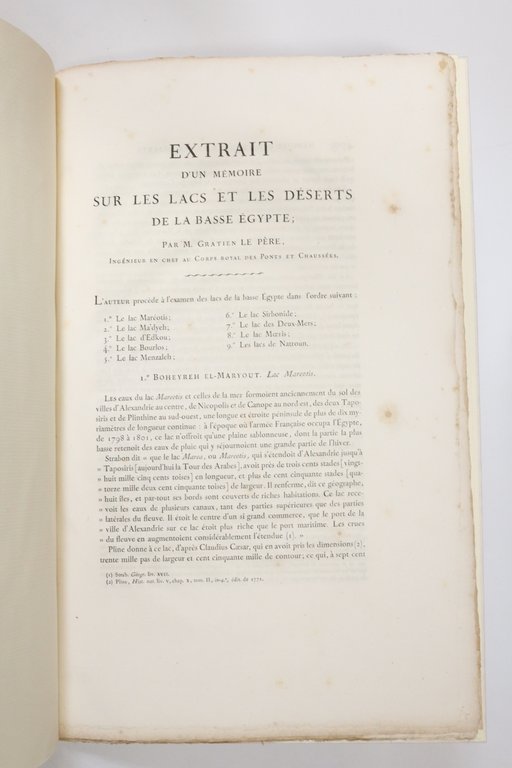 EXTRAIT
D'UN MÉMOIRE
SUR LES LACS ET LES DÉSERTS
DE LA BASSE ÉGYPTE;
PAR M. GRATIEN LE PÈRE,
INGÉNIEUR EN CHEF AU CORPS ROYAL DES PONTS ET CHAUSSÉES.
L'AUTEUR procède à l'examen des lacs de la basse Égypte dans l'ordre suivant :
1.° Le lac Maréotis;
2.° Le lac Ma'dyeh;
3.° Le lac d'Edkou;
4.° Le lac Bourlos;
5.° Le lac Menzaleh;
6.° Le lac Sirbonide;
7.° Le lac des Deux-Mers;
8.° Le lac Mœris;
9.° Les lacs de Nattoun.
1.° BOHEYREH EL-MARYOUT. Lac Mareotis.
LES eaux du lac Mareotis et celles de la mer formoient anciennement du sol des
villes d'Alexandrie au centre, de Nicopolis et de Canope au nord est, des deux Tapo-
siris et de Plinthine au sud-ouest, une longue et étroite péninsule de plus de dix my-
riamètres de longueur continue : à l'époque où l'armée Française occupa l'Égypte,
de 1798 à 1801, ce lac n'offroit qu'une plaine sablonneuse, dont la partie la plus
basse retenoit des eaux de pluie qui y séjournoient une grande partie de l'hiver.
Strabon dit « que le lac Marea, ou Mareotis, qui s'étendoit d'Alexandrie jusqu'à
» Taposiris [aujourd'hui la Tour des Arabes], avoit près de trois cents stades [vingt-
» huit mille cinq cents toises] en longueur, et plus de cent cinquante stades [qua-
» torze mille deux cent cinquante toises] de largeur. Il renferme, dit ce géographe,
» huit îles, et par-tout ses bords sont couverts de riches habitations. Ce lac rece-
» voit les eaux de plusieurs canaux, tant des parties supérieures que des parties
» latérales du fleuve. Il étoit le centre d'un si grand commerce, que le port de la
» ville d'Alexandrie sur ce lac étoit plus riche que le port maritime. Les crues
» du fleuve en augmentoient considérablement l'étendue (1). »
Pline donne à ce lac, d'après Claudius Cæsar, qui en avoit pris les dimensions (2),
trente mille pas de largeur et cent cinquante mille de contour; ce qui, à sept cent
(1) Strab. Géogr. liv. XVII.
(2) Pline, Hist. nat. liv. V, chap. X, tom. II, in-4.°, édit. de 1771.